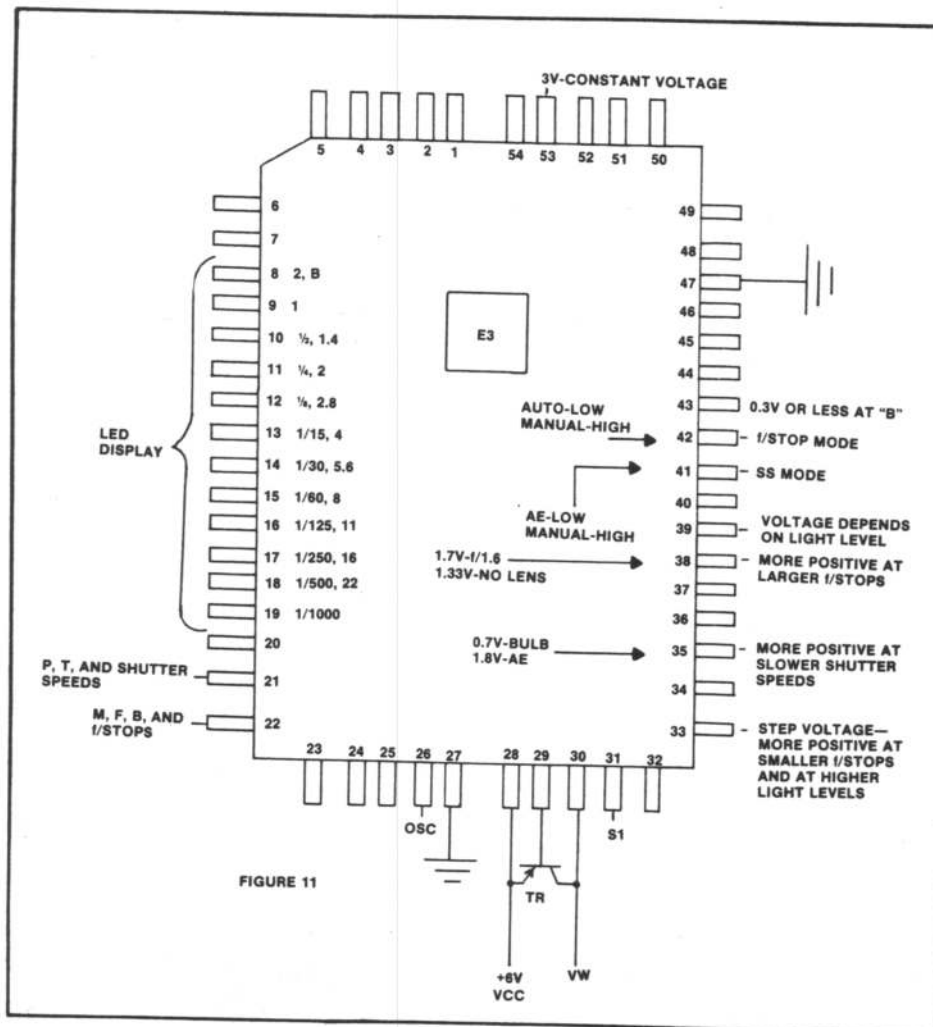 3V-CONSTANT VOLTAGE
5 4 3 2 1 54 53 52 51 50
6
7
8 2, B
9 1
10 ½, 1.4
11 ¼, 2
12 ⅛, 2.8
13 1/15, 4
14 1/30, 5.6
15 1/60, 8
16 1/125, 11
17 1/250, 16
18 1/500, 22
19 1/1000
20
21
22
LED
DISPLAY
P, T, AND SHUTTER
SPEEDS
M, F, B, AND
f/STOPS
E3
AUTO-LOW
MANUAL-HIGH
AE-LOW
MANUAL-HIGH
1.7V-f/1.6
1.33V-NO LENS
0.7V-BULB
1.8V-AE
49
48
47
46
45
44
43 0.3V OR LESS AT "B"
42 f/STOP MODE
41 SS MODE
40
39 VOLTAGE DEPENDS
ON LIGHT LEVEL
38 MORE POSITIVE AT
LARGER f/STOPS
37
36
35 MORE POSITIVE AT
SLOWER SHUTTER
SPEEDS
34
33 STEP VOLTAGE—
MORE POSITIVE AT
SMALLER f/STOPS
AND AT HIGHER
LIGHT LEVELS
23 24 25 26 27 28 29 30 31 32
OSC
S1
TR
FIGURE 11
+6V
VCC
VW